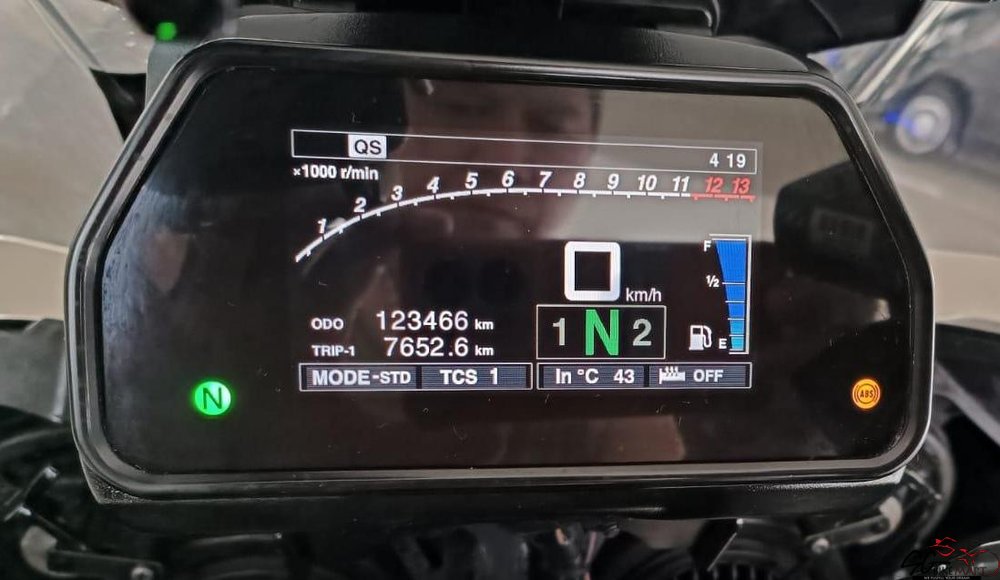 QS
4 19
×1000 r/min
1 2 3 4 5 6 7 8 9 10 11 12 13
F
1/2
E
0 km/h
ODO 123466 km
TRIP-1 7652.6 km
1 N 2
MODE-STD TCS 1 In °C 43 OFF
N
ABS